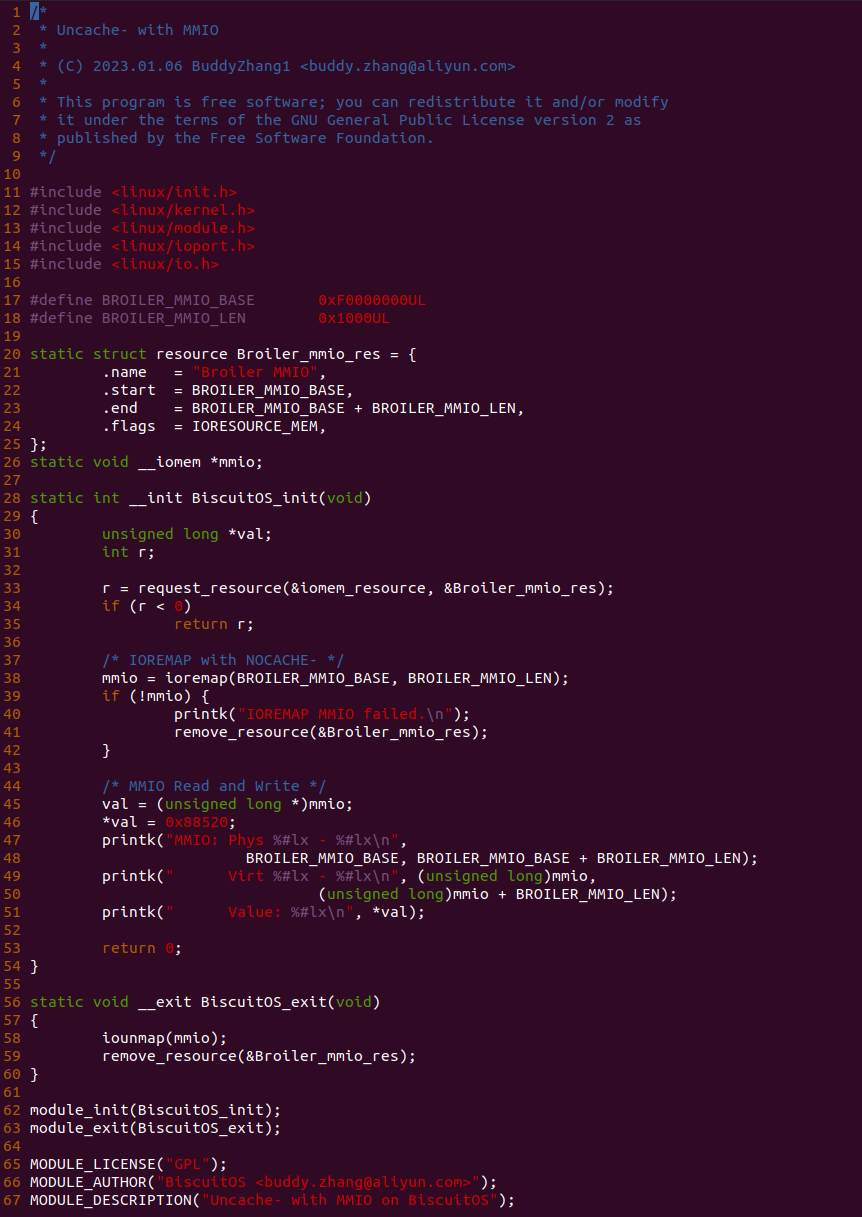 1 /*
2  * Uncache- with MMIO
3  *
4  * (C) 2023.01.06 BuddyZhang1 <buddy.zhang@aliyun.com>
5  *
6  * This program is free software; you can redistribute it and/or modify
7  * it under the terms of the GNU General Public License version 2 as
8  * published by the Free Software Foundation.
9  */
10
11 #include <linux/init.h>
12 #include <linux/kernel.h>
13 #include <linux/module.h>
14 #include <linux/ioport.h>
15 #include <linux/io.h>
16
17 #define BROILER_MMIO_BASE       0xF0000000UL
18 #define BROILER_MMIO_LEN        0x1000UL
19
20 static struct resource Broiler_mmio_res = {
21         .name   = "Broiler MMIO",
22         .start  = BROILER_MMIO_BASE,
23         .end    = BROILER_MMIO_BASE + BROILER_MMIO_LEN,
24         .flags  = IORESOURCE_MEM,
25 };
26 static void __iomem *mmio;
27
28 static int __init BiscuitOS_init(void)
29 {
30         unsigned long *val;
31         int r;
32
33         r = request_resource(&iomem_resource, &Broiler_mmio_res);
34         if (r < 0)
35                 return r;
36
37         /* IOREMAP with NOCACHE- */
38         mmio = ioremap(BROILER_MMIO_BASE, BROILER_MMIO_LEN);
39         if (!mmio) {
40                 printk("IOREMAP MMIO failed.\n");
41                 remove_resource(&Broiler_mmio_res);
42         }
43
44         /* MMIO Read and Write */
45         val = (unsigned long *)mmio;
46         *val = 0x88520;
47         printk("MMIO: Phys %#lx - %#lx\n",
48                         BROILER_MMIO_BASE, BROILER_MMIO_BASE + BROILER_MMIO_LEN);
49         printk("      Virt %#lx - %#lx\n", (unsigned long)mmio,
50                                 (unsigned long)mmio + BROILER_MMIO_LEN);
51         printk("      Value: %#lx\n", *val);
52
53         return 0;
54 }
55
56 static void __exit BiscuitOS_exit(void)
57 {
58         iounmap(mmio);
59         remove_resource(&Broiler_mmio_res);
60 }
61
62 module_init(BiscuitOS_init);
63 module_exit(BiscuitOS_exit);
64
65 MODULE_LICENSE("GPL");
66 MODULE_AUTHOR("BiscuitOS <buddy.zhang@aliyun.com>");
67 MODULE_DESCRIPTION("Uncache- with MMIO on BiscuitOS");